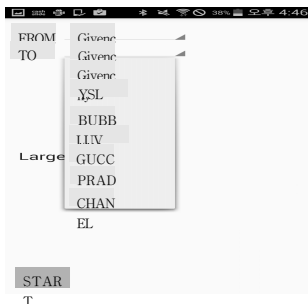 38% 오후 4:46
FROM Givenc
TO Givenc
Givenc
YSL
BUBB
LUV
Large GUCC
PRAD
CHAN
EL
STAR
T